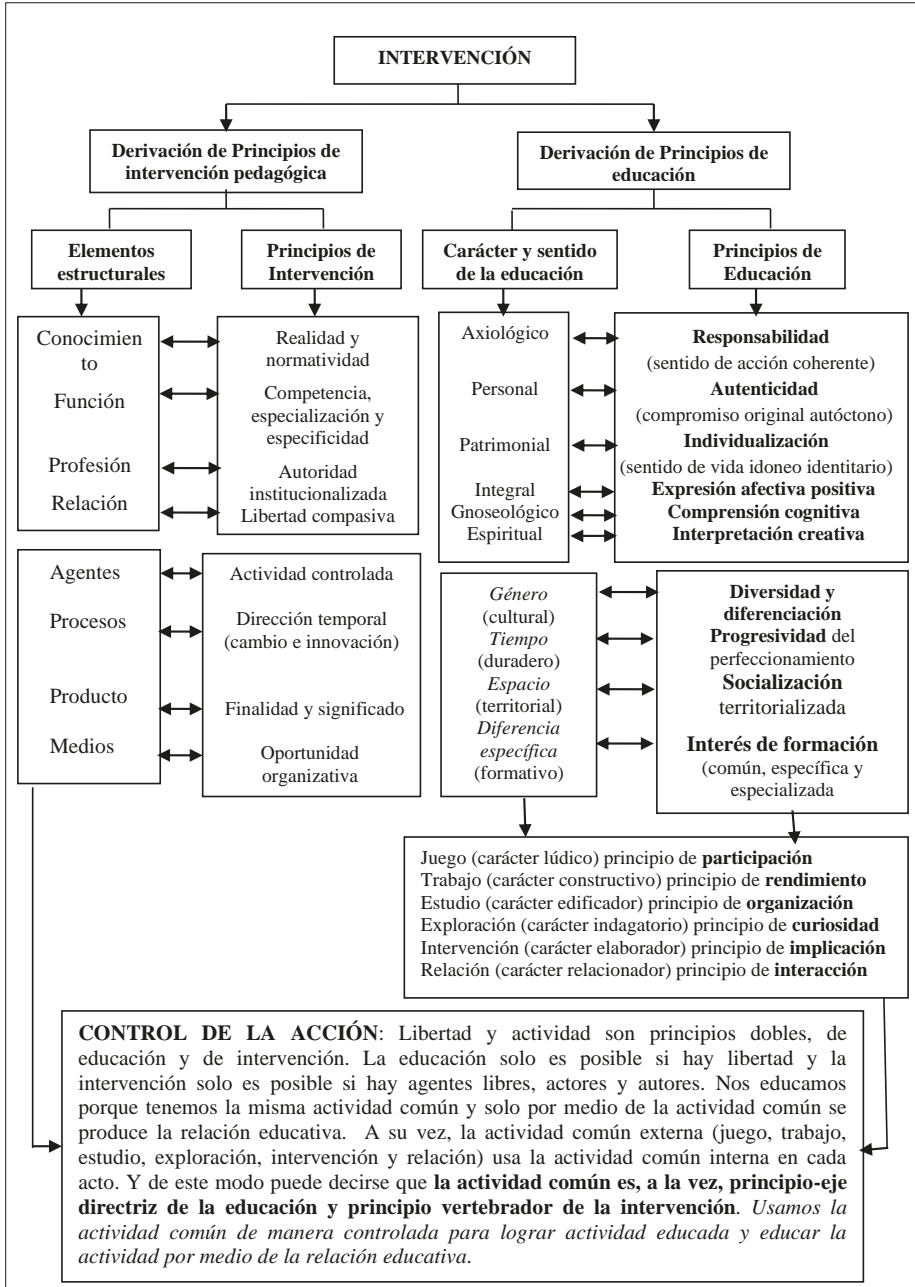 INTERVENCIÓN
Derivación de Principios de
intervención pedagógica
Derivación de Principios de
educación
Elementos
estructurales
Principios de
Intervención
Carácter y sentido
de la educación
Principios de
Educación
Conocimien
to
Función
Profesión
Relación
Realidad y
normatividad
Competencia,
especialización y
especificidad
Autoridad
institucionalizada
Libertad compasiva
Axiológico
Personal
Patrimonial
Integral
Gnoseológico
Espiritual
Responsabilidad
(sentido de acción coherente)
Autenticidad
(compromiso original autóctono)
Individualización
(sentido de vida idoneo identitario)
Expresión afectiva positiva
Comprensión cognitiva
Interpretación creativa
Agentes
Procesos
Producto
Medios
Actividad controlada
Dirección temporal
(cambio e innovación)
Finalidad y significado
Oportunidad
organizativa
Género
(cultural)
Tiempo
(duradero)
Espacio
(territorial)
Diferencia
específica
(formativo)
Diversidad y
diferenciación
Progresividad del
perfeccionamiento
Socialización
territorializada
Interés de formación
(común, específica y
especializada
Juego (carácter lúdico) principio de participación
Trabajo (carácter constructivo) principio de rendimiento
Estudio (carácter edificador) principio de organización
Exploración (carácter indagatorio) principio de curiosidad
Intervención (carácter elaborador) principio de implicación
Relación (carácter relacionador) principio de interacción
CONTROL DE LA ACCIÓN: Libertad y actividad son principios dobles, de
educación y de intervención. La educación solo es posible si hay libertad y la
intervención solo es posible si hay agentes libres, actores y autores. Nos educamos
porque tenemos la misma actividad común y solo por medio de la actividad común se
produce la relación educativa. A su vez, la actividad común externa (juego, trabajo,
estudio, exploración, intervención y relación) usa la actividad común interna en cada
acto. Y de este modo puede decirse que la actividad común es, a la vez, principio-eje
directriz de la educación y principio vertebrador de la intervención. Usamos la
actividad común de manera controlada para lograr actividad educada y educar la
actividad por medio de la relación educativa.